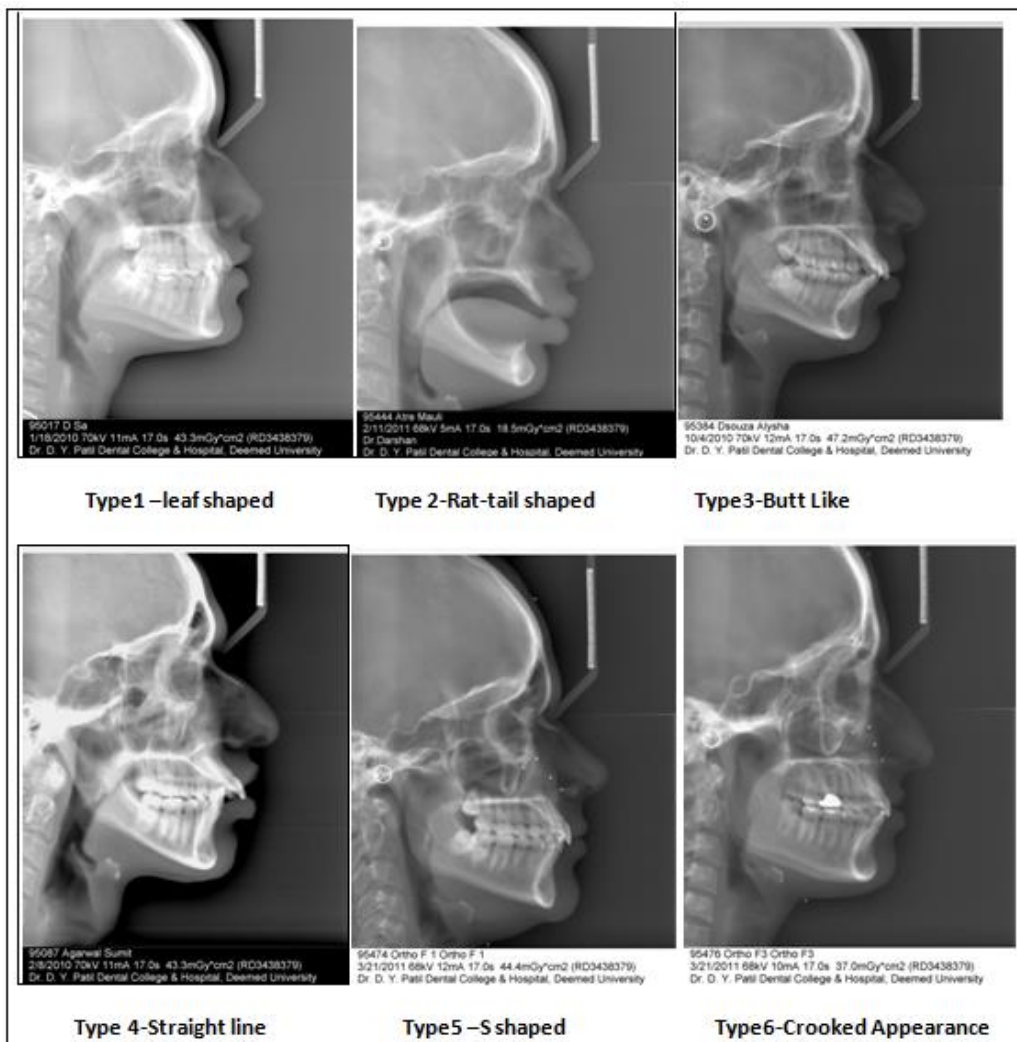 95017 D Sa
1/18/2010 70kV 11mA 17.0s 43.3mGy*cm2 (RD3438379)
Dr. D. Y. Patil Dental College & Hospital, Deemed University
95444 Atre Mauli
2/11/2011 68kV 5mA 17.0s 18.5mGy*cm2 (RD3438379)
Dr.Darshan
Dr. D. Y. Patil Dental College & Hospital, Deemed University
95384 Dsouza Alysha
10/4/2010 70kV 12mA 17.0s 47.2mGy*cm2 (RD3438379)
Dr. D. Y. Patil Dental College & Hospital, Deemed University
Type1 –leaf shaped
Type 2-Rat-tail shaped
Type3-Butt Like
95087 Agarwal Sumit
2/8/2010 70kV 11mA 17.0s 43.3mGy*cm2 (RD3438379)
Dr. D. Y. Patil Dental College & Hospital, Deemed University
95474 Ortho F 1 Ortho F 1
3/21/2011 68kV 12mA 17.0s 44.4mGy*cm2 (RD3438379)
Dr. D. Y. Patil Dental College & Hospital, Deemed University
95476 Ortho F3 Ortho F3
3/21/2011 68kV 10mA 17.0s 37.0mGy*cm2 (RD3438379)
Dr. D. Y. Patil Dental College & Hospital, Deemed University
Type 4-Straight line
Type5 –S shaped
Type6-Crooked Appearance